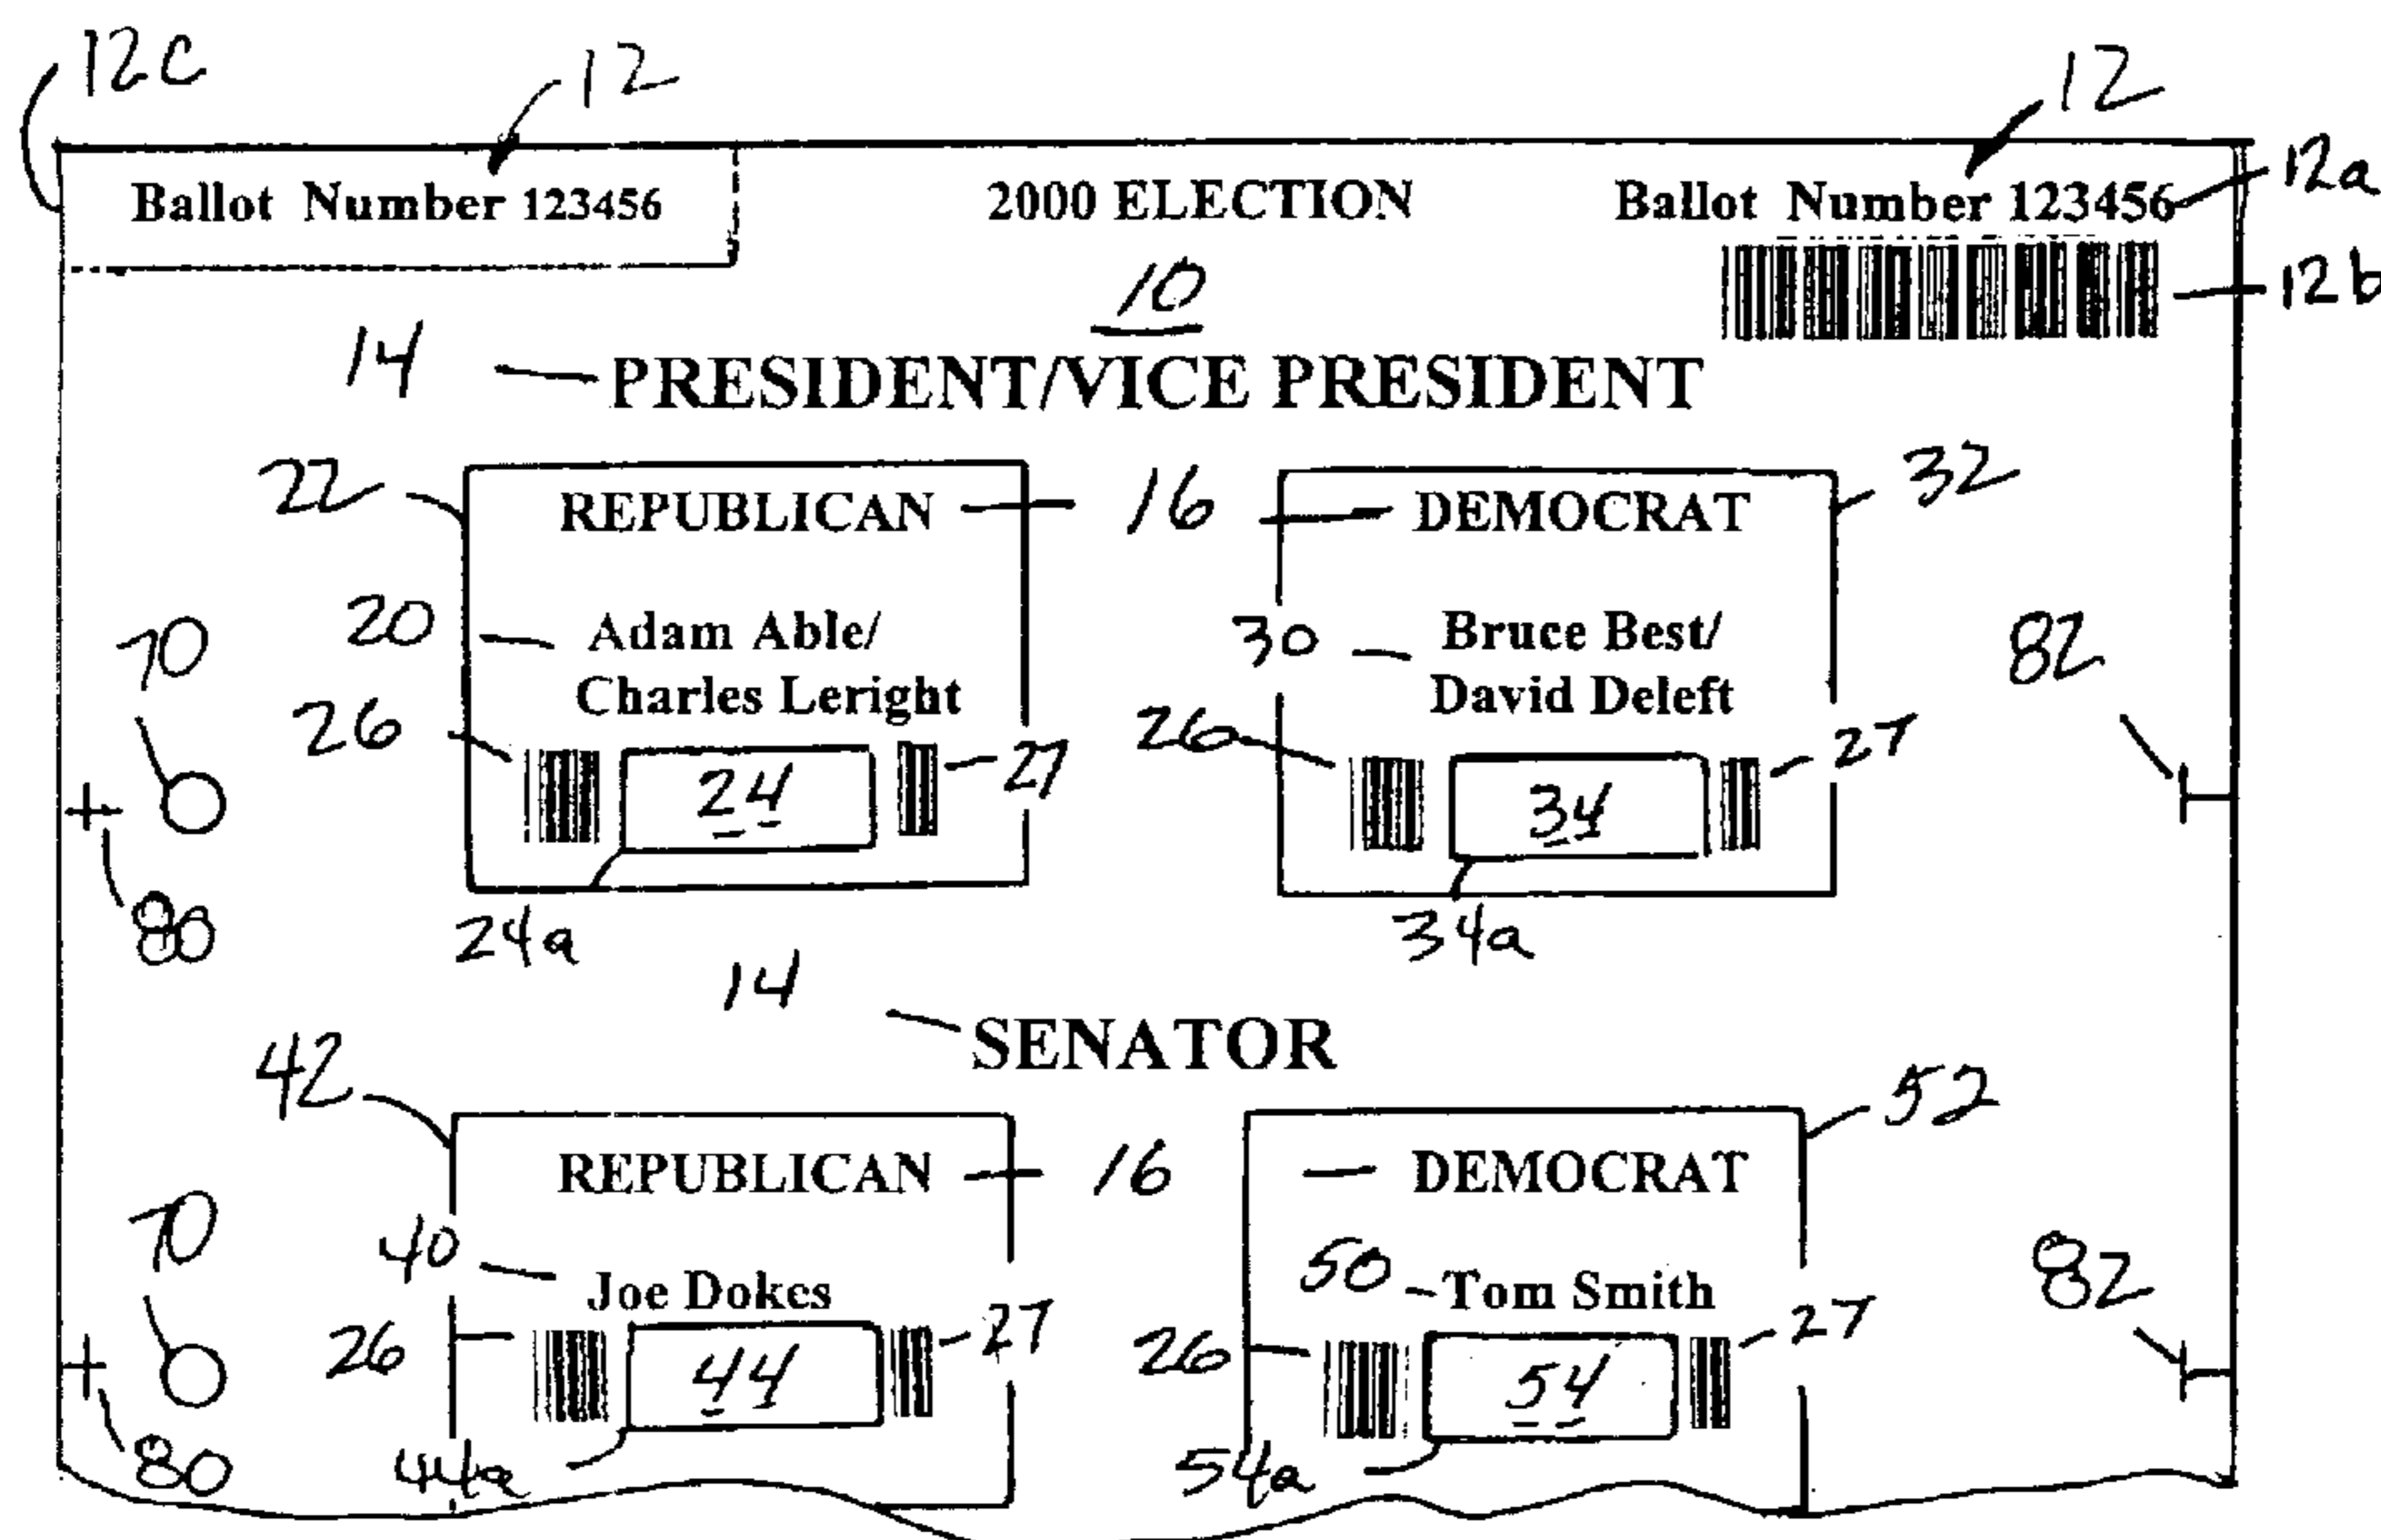 12c 12 12
Ballot Number 123456 2000 ELECTION Ballot Number 123456 12a
10 12b
14 PRESIDENT/VICE PRESIDENT
22 REPUBLICAN 16 DEMOCRAT 32
70 20 Adam Able/ 30 Bruce Best/ 82
26 Charles Leright 26 David Deleft
24 27 34 27
80 24a 34a
14 SENATOR
42 52
REPUBLICAN 16 DEMOCRAT
70 40 Joe Dokes 50 Tom Smith 82
26 44 27 26 54 27
80 44a 54a